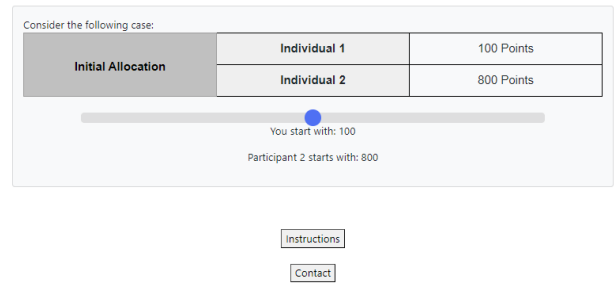 Consider the following case:
Initial Allocation
Individual 1
100 Points
Individual 2
800 Points
You start with: 100
Participant 2 starts with: 800
Instructions
Contact